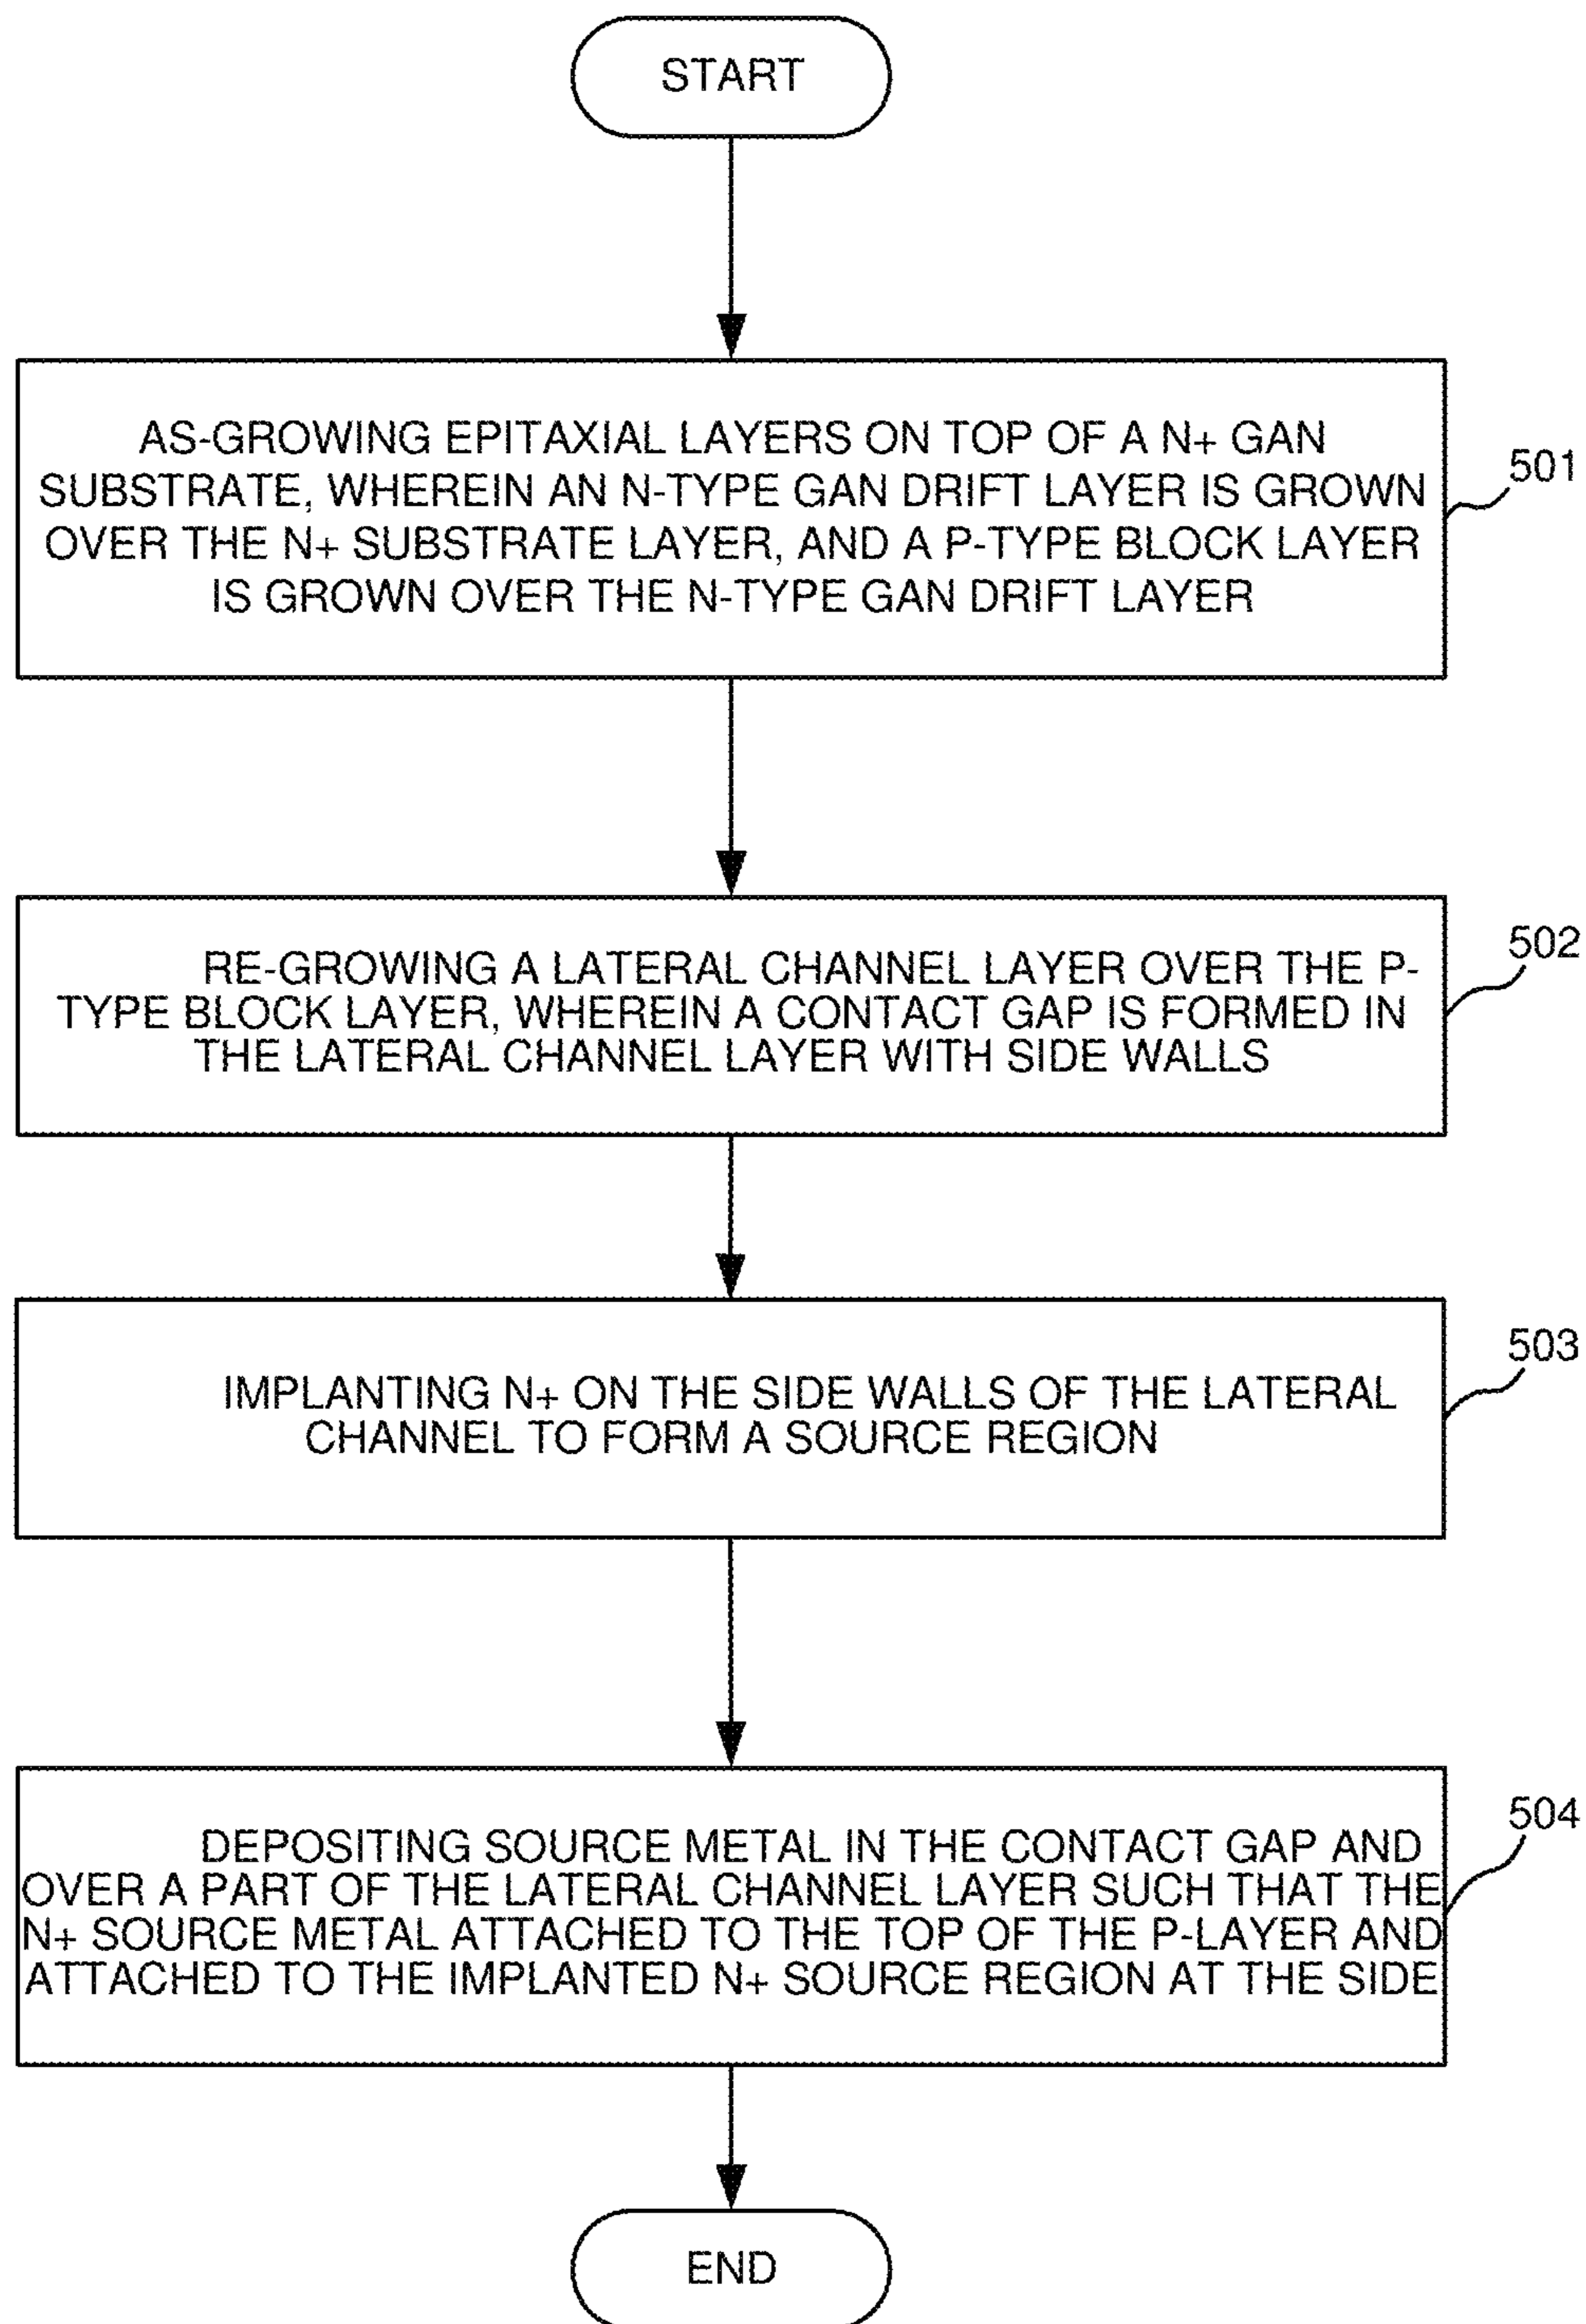 START
AS-GROWING EPITAXIAL LAYERS ON TOP OF A N+ GAN
SUBSTRATE, WHEREIN AN N-TYPE GAN DRIFT LAYER IS GROWN
OVER THE N+ SUBSTRATE LAYER, AND A P-TYPE BLOCK LAYER
IS GROWN OVER THE N-TYPE GAN DRIFT LAYER
501
RE-GROWING A LATERAL CHANNEL LAYER OVER THE P-
TYPE BLOCK LAYER, WHEREIN A CONTACT GAP IS FORMED IN
THE LATERAL CHANNEL LAYER WITH SIDE WALLS
502
IMPLANTING N+ ON THE SIDE WALLS OF THE LATERAL
CHANNEL TO FORM A SOURCE REGION
503
DEPOSITING SOURCE METAL IN THE CONTACT GAP AND
OVER A PART OF THE LATERAL CHANNEL LAYER SUCH THAT THE
N+ SOURCE METAL ATTACHED TO THE TOP OF THE P-LAYER AND
ATTACHED TO THE IMPLANTED N+ SOURCE REGION AT THE SIDE
504
END